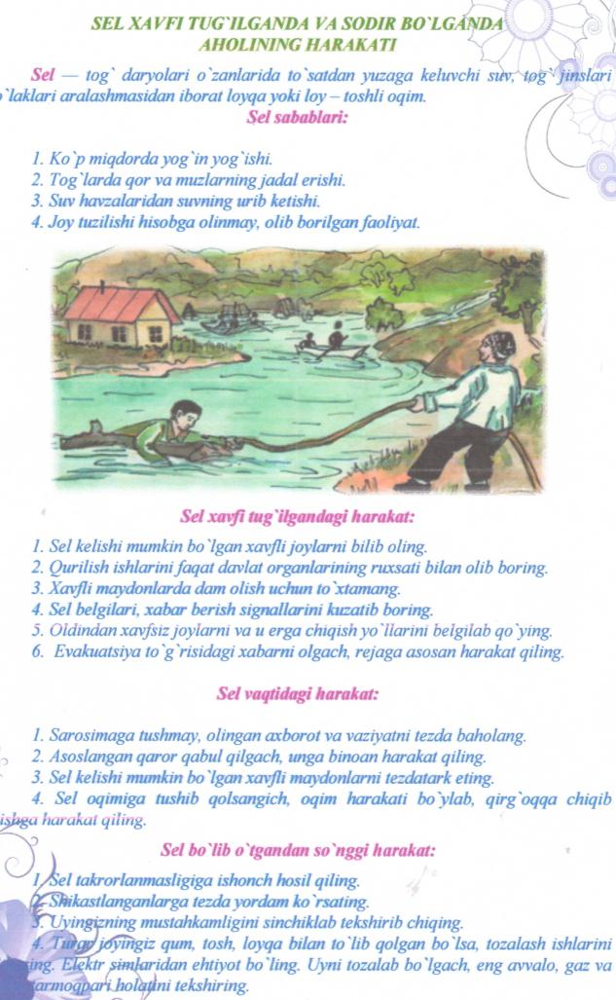 SEL XAVFI TUG`ILGANDA VA SODIR BO`LGANDA
AHOLINING HARAKATI
Sel — tog` daryolari o`zanlarida to`satdan yuzaga keluvchi suv, tog` jinslari
o`laklari aralashmasidan iborat loyqa yoki loy – toshli oqim.
Sel sabablari:
1. Ko`p miqdorda yog`in yog`ishi.
2. Tog`larda qor va muzlarning jadal erishi.
3. Suv havzalaridan suvning urib ketishi.
4. Joy tuzilishi hisobga olinmay, olib borilgan faoliyat.
Sel xavfi tug`ilgandagi harakat:
1. Sel kelishi mumkin bo`lgan xavfli joylarni bilib oling.
2. Qurilish ishlarini faqat davlat organlarining ruxsati bilan olib boring.
3. Xavfli maydonlarda dam olish uchun to`xtamang.
4. Sel belgilari, xabar berish signallarini kuzatib boring.
5. Oldindan xavfsiz joylarni va u erga chiqish yo`llarini belgilab qo`ying.
6. Evakuatsiya to`g`risidagi xabarni olgach, rejaga asosan harakat qiling.
Sel vaqtidagi harakat:
1. Sarosimaga tushmay, olingan axborot va vaziyatni tezda baholang.
2. Asoslangan qaror qabul qilgach, unga binoan harakat qiling.
3. Sel kelishi mumkin bo`lgan xavfli maydonlarni tezdatark eting.
4. Sel oqimiga tushib qolsangich, oqim harakati bo`ylab, qirg`oqqa chiqib
ishga harakat qiling.
Sel bo`lib o`tgandan so`nggi harakat:
1. Sel takrorlanmasligiga ishonch hosil qiling.
2. Shikastlanganlarga tezda yordam ko`rsating.
3. Uyingizning mustahkamligini sinchiklab tekshirib chiqing.
4. Turar joyingiz qum, tosh, loyqa bilan to`lib qolgan bo`lsa, tozalash ishlarini
ing. Elektr simlaridan ehtiyot bo`ling. Uyni tozalab bo`lgach, eng avvalo, gaz va
armoqpari holatini tekshiring.